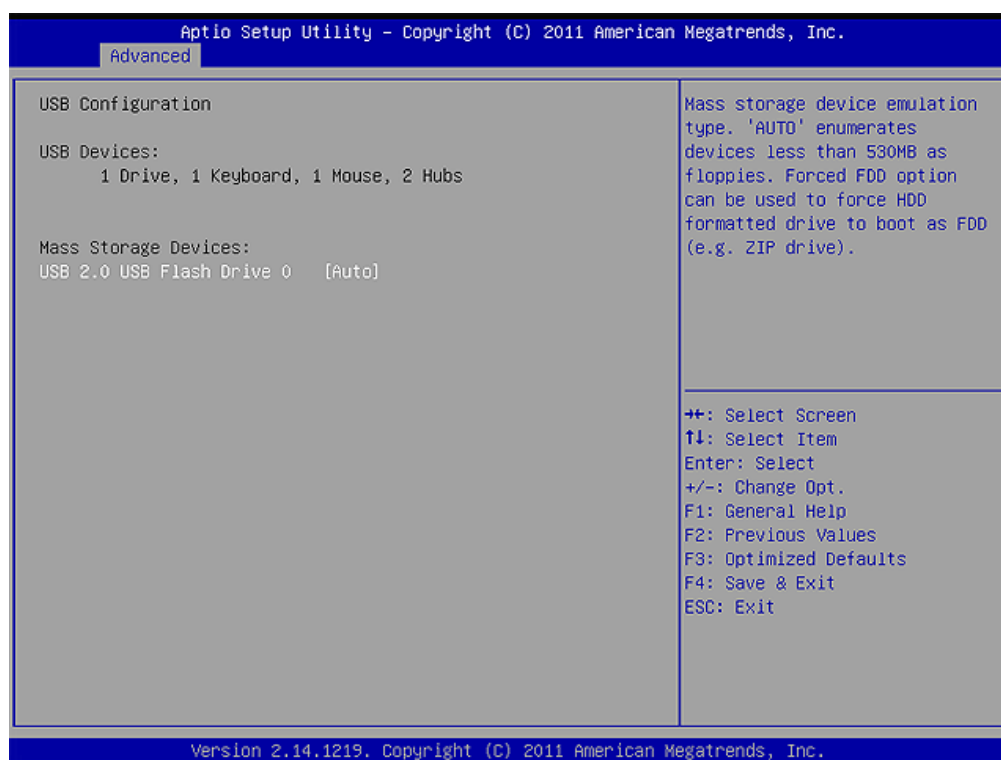 Aptio Setup Utility – Copyright (C) 2011 American Megatrends, Inc.
Advanced
USB Configuration
USB Devices:
1 Drive, 1 Keyboard, 1 Mouse, 2 Hubs
Mass Storage Devices:
USB 2.0 USB Flash Drive 0 [Auto]
Mass storage device emulation
type. 'AUTO' enumerates
devices less than 530MB as
floppies. Forced FDD option
can be used to force HDD
formatted drive to boot as FDD
(e.g. ZIP drive).
→←: Select Screen
↑↓: Select Item
Enter: Select
+/-: Change Opt.
F1: General Help
F2: Previous Values
F3: Optimized Defaults
F4: Save & Exit
ESC: Exit
Version 2.14.1219. Copyright (C) 2011 American Megatrends, Inc.